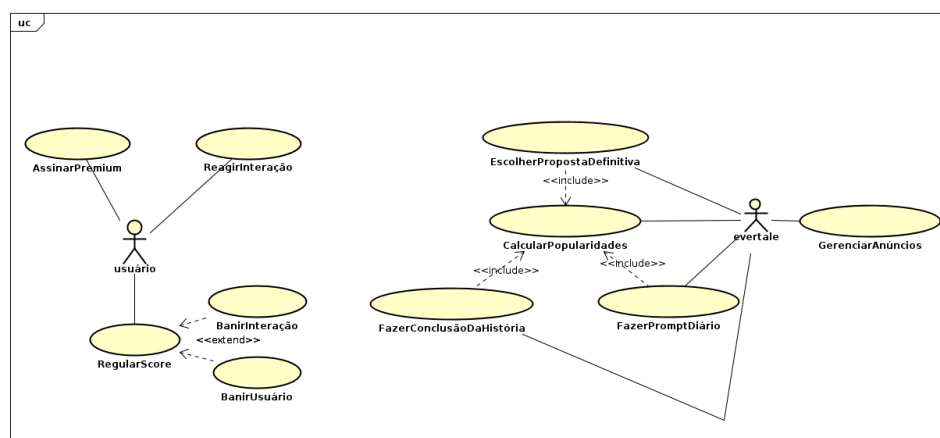 uc
EscolherPropostaDefinitiva
AssinarPremium
ReagirInteração
<<include>>
CalcularPopularidades
evertale
GerenciarAnúncios
usuário
<<include>>
<<include>>
BanirInteração
FazerConclusãoDaHistória
FazerPromptDiário
<<extend>>
RegularScore
BanirUsuário